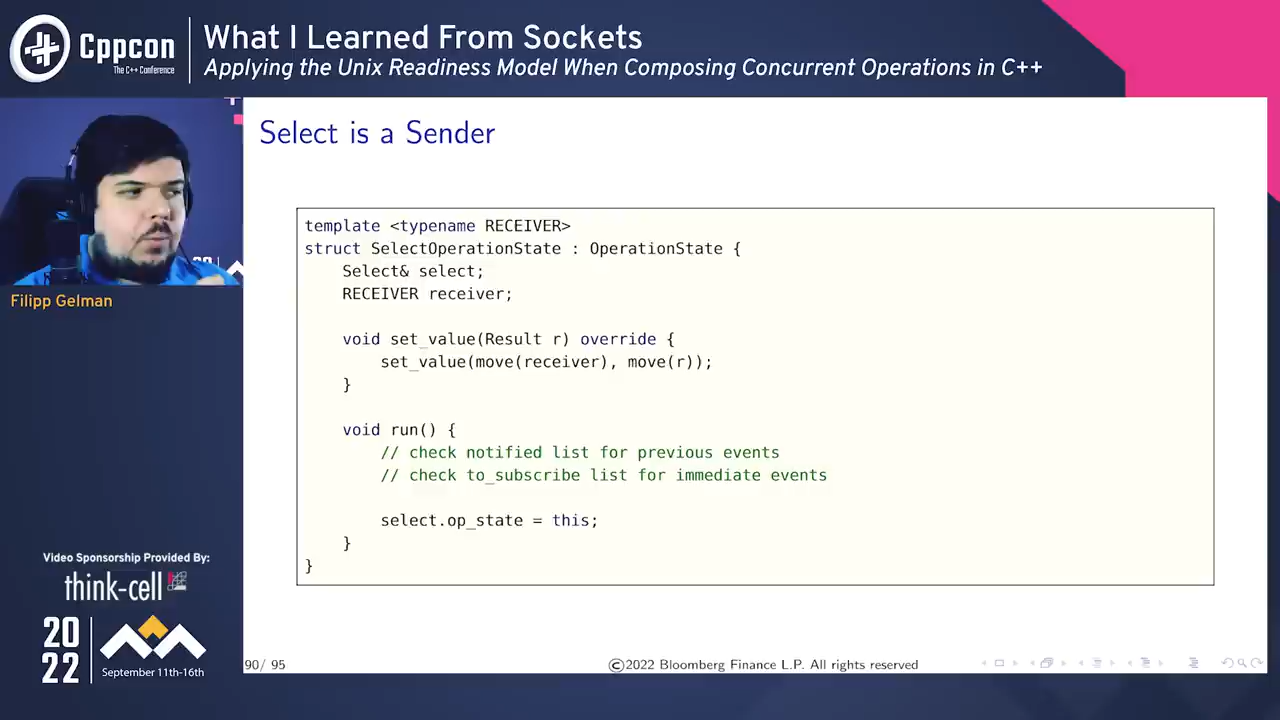 Cppcon
The C++ Conference
What I Learned From Sockets
Applying the Unix Readiness Model When Composing Concurrent Operations in C++
Filipp Gelman
Video Sponsorship Provided By:
think-cell
20
22
September 11th-16th
Select is a Sender
template <typename RECEIVER>
struct SelectOperationState : OperationState {
    Select& select;
    RECEIVER receiver;
    void set_value(Result r) override {
        set_value(move(receiver), move(r));
    }
    void run() {
        // check notified list for previous events
        // check to_subscribe list for immediate events
        select.op_state = this;
    }
}
90/ 95
©2022 Bloomberg Finance L.P. All rights reserved